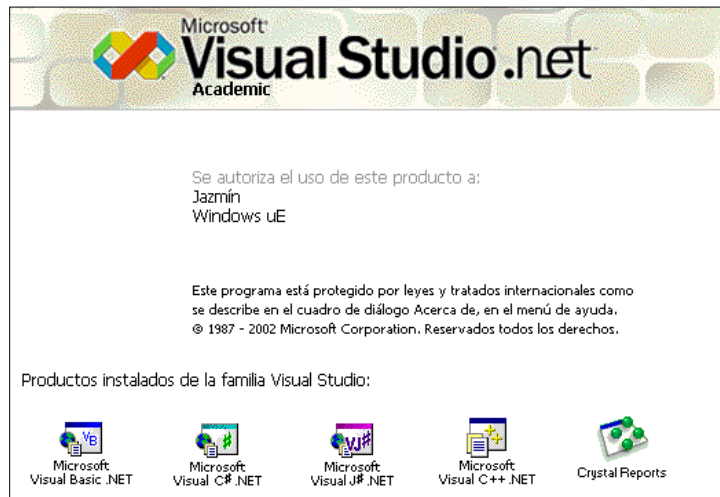 Microsoft
Visual Studio .net
Academic
Se autoriza el uso de este producto a:
Jazmín
Windows uE
Este programa está protegido por leyes y tratados internacionales como
se describe en el cuadro de diálogo Acerca de, en el menú de ayuda.
© 1987 - 2002 Microsoft Corporation. Reservados todos los derechos.
Productos instalados de la familia Visual Studio:
Microsoft
Visual Basic .NET
Microsoft
Visual C# .NET
Microsoft
Visual J# .NET
Microsoft
Visual C++ .NET
Crystal Reports